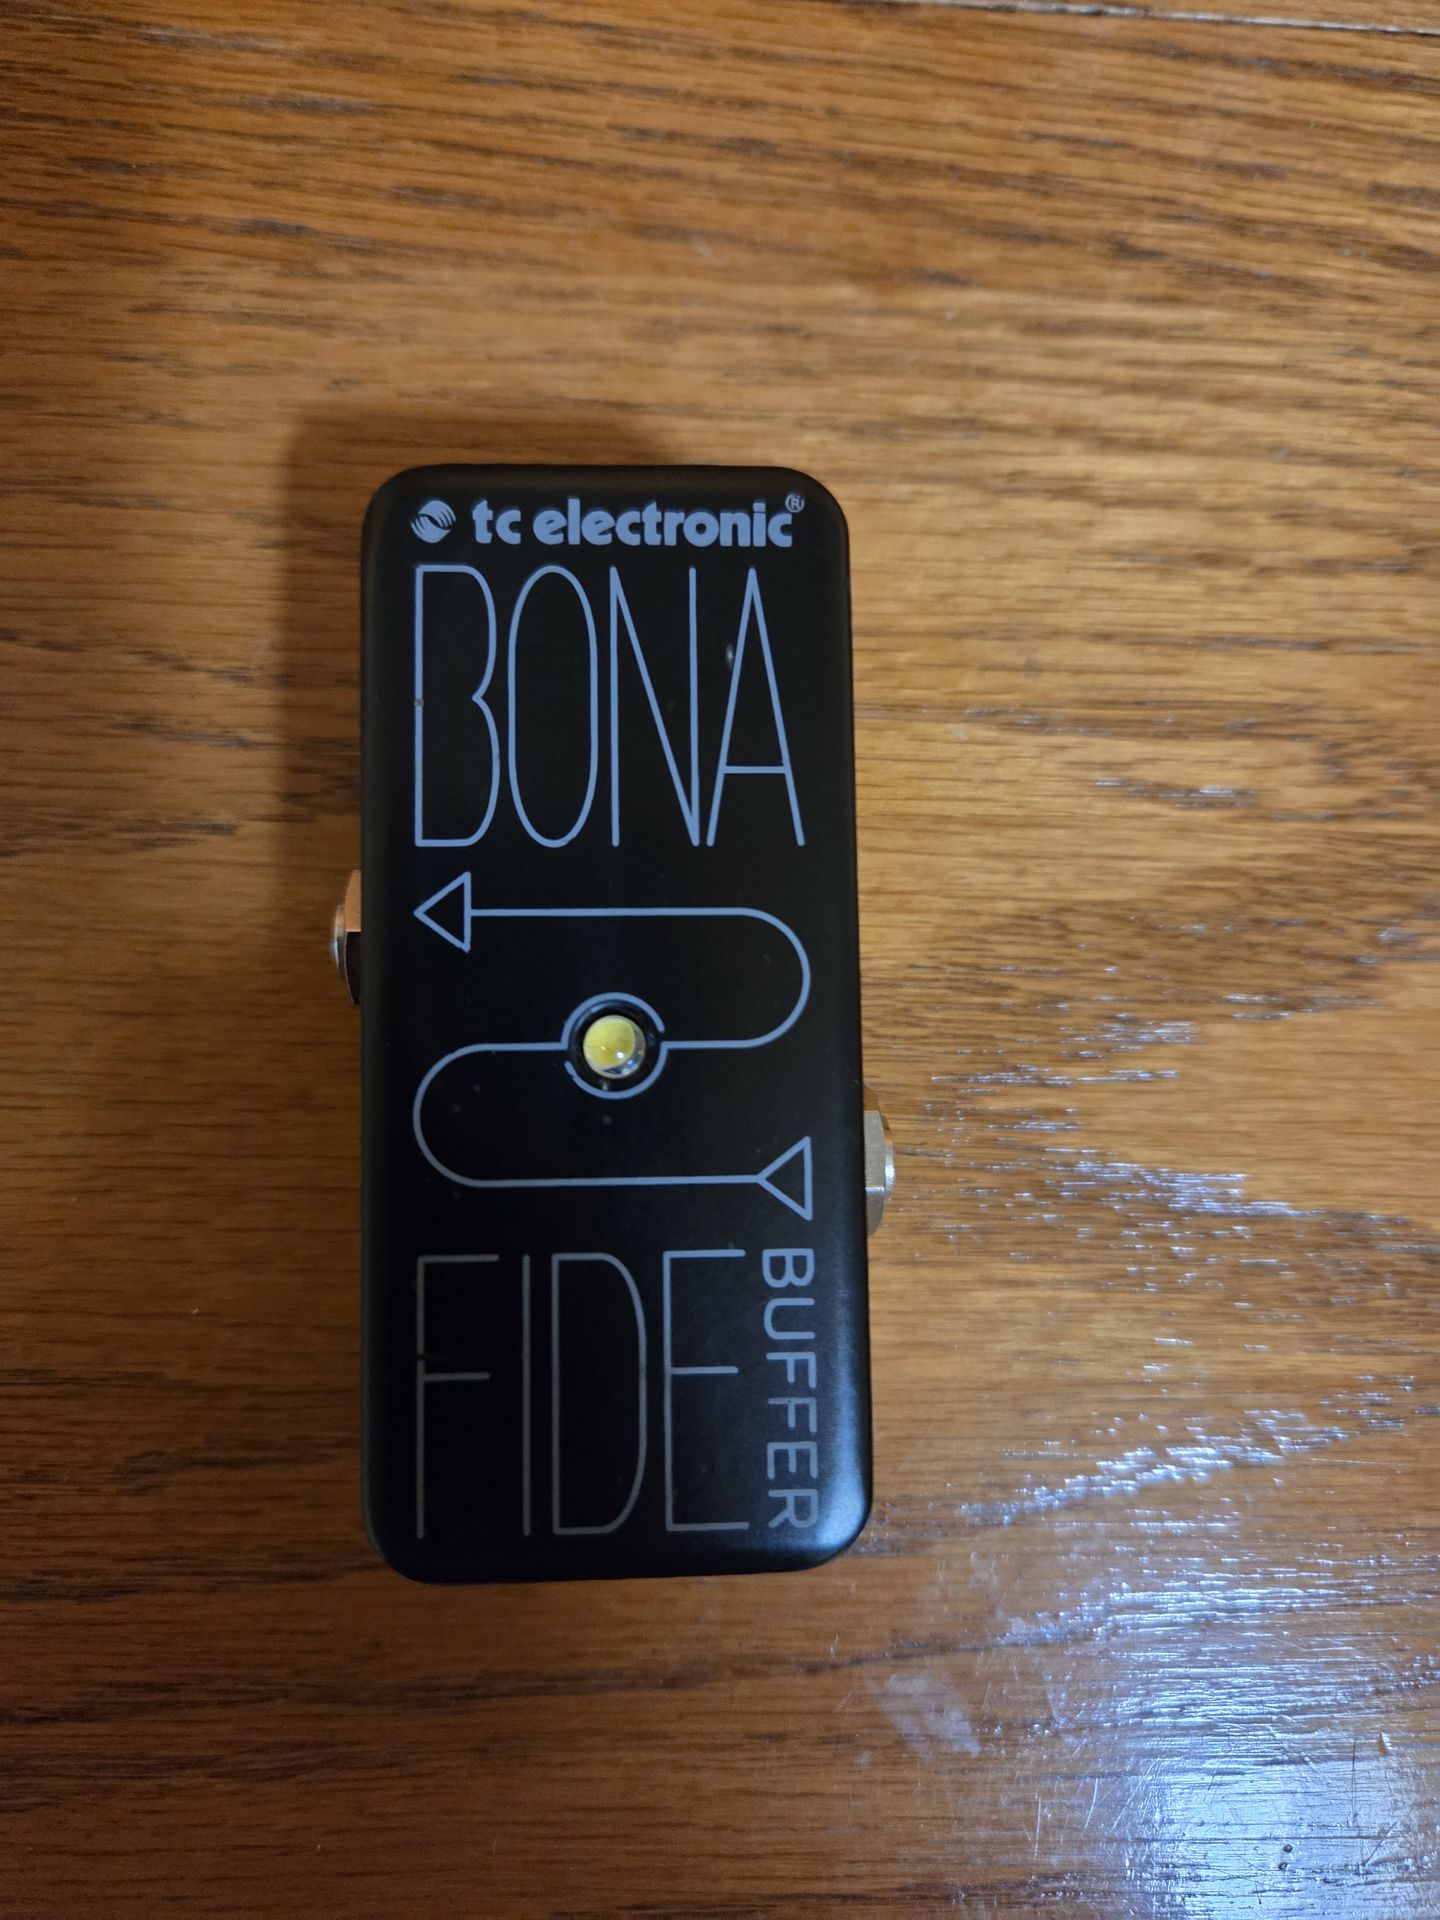 tc electronic®
BONA
FIDE
BUFFER